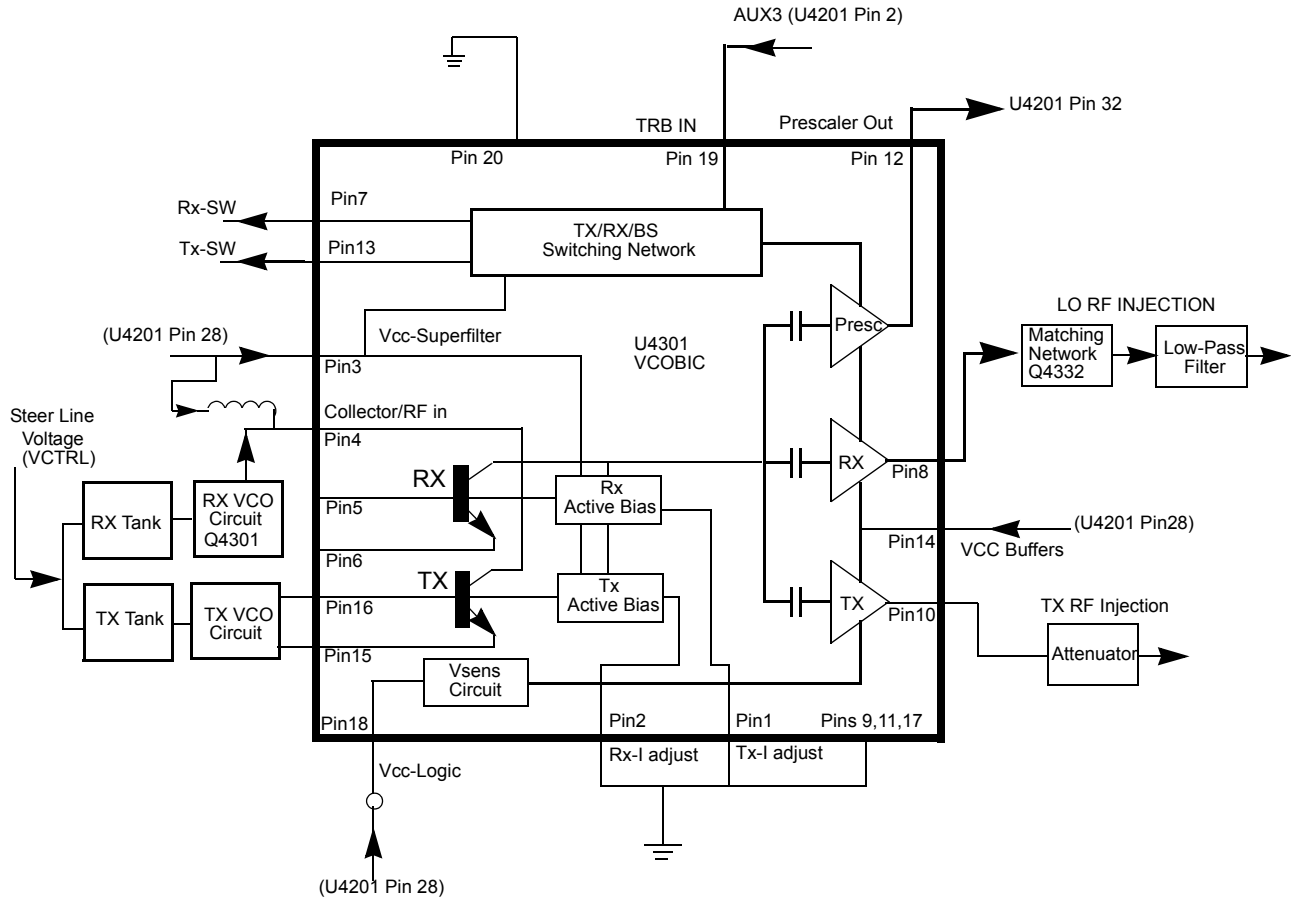 AUX3 (U4201 Pin 2)
U4201 Pin 32
TRB IN
Prescaler Out
Pin 20
Pin 19
Pin 12
Pin7
Rx-SW
TX/RX/BS
Switching Network
Tx-SW
Pin13
LO RF INJECTION
(U4201 Pin 28)
Vcc-Superfilter
U4301
VCOBIC
Presc
Matching
Network
Q4332
Low-Pass
Filter
Pin3
Steer Line
Voltage
(VCTRL)
Collector/RF in
Pin4
RX
RX
Pin8
Rx
Active Bias
RX Tank
RX VCO
Circuit
Q4301
Pin5
(U4201 Pin28)
Pin14
VCC Buffers
Pin6
TX
Tx
Active Bias
TX
Pin10
TX RF Injection
Pin16
TX Tank
TX VCO
Circuit
Pin15
Attenuator
Vsens
Circuit
Pin18
Pin2
Pin1
Pins 9,11,17
Rx-I adjust
Tx-I adjust
Vcc-Logic
(U4201 Pin 28)